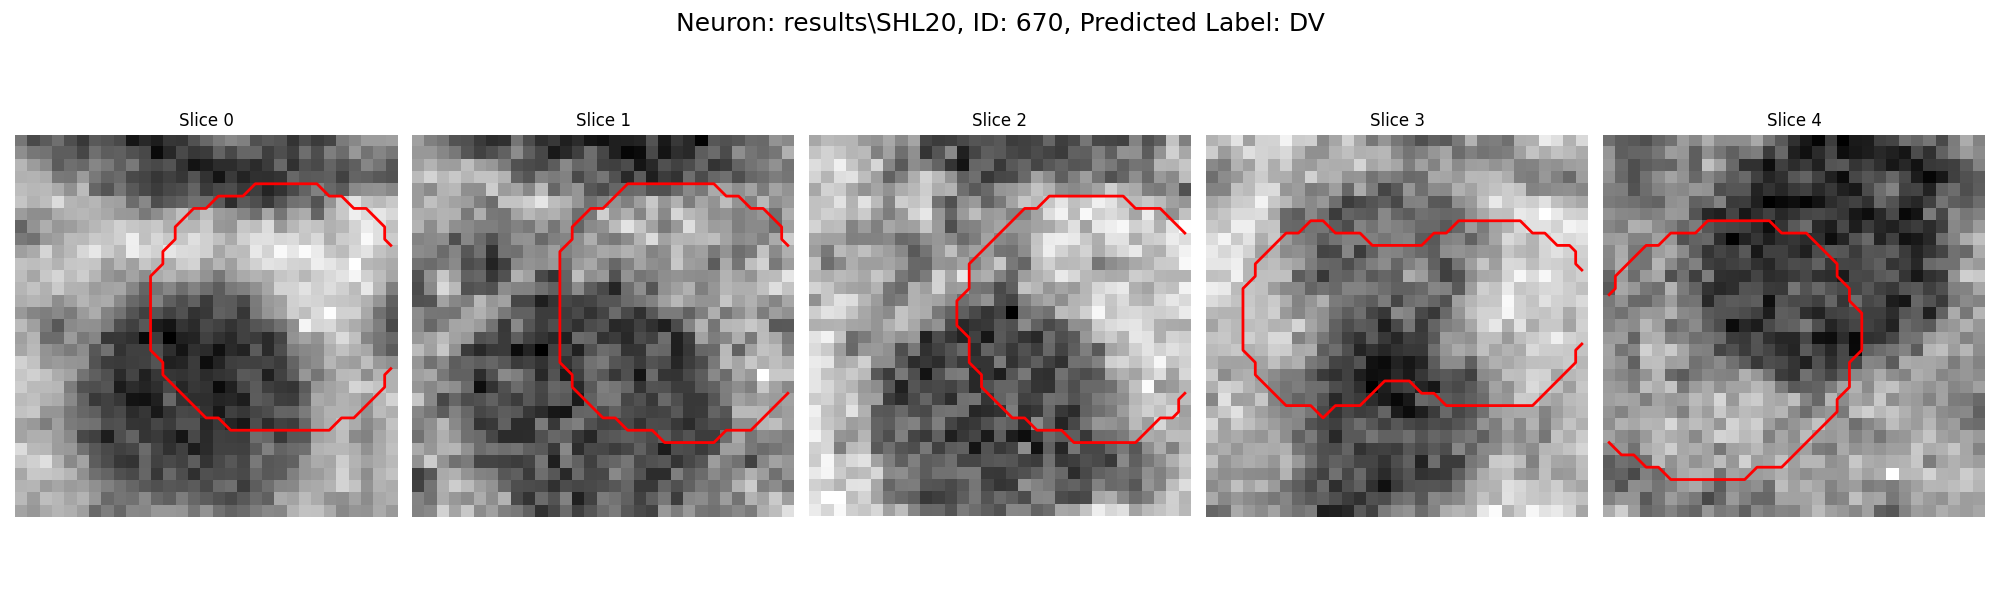 Neuron: results\SHL20, ID: 670, Predicted Label: DV
Slice 0
Slice 1
Slice 2
Slice 3
Slice 4